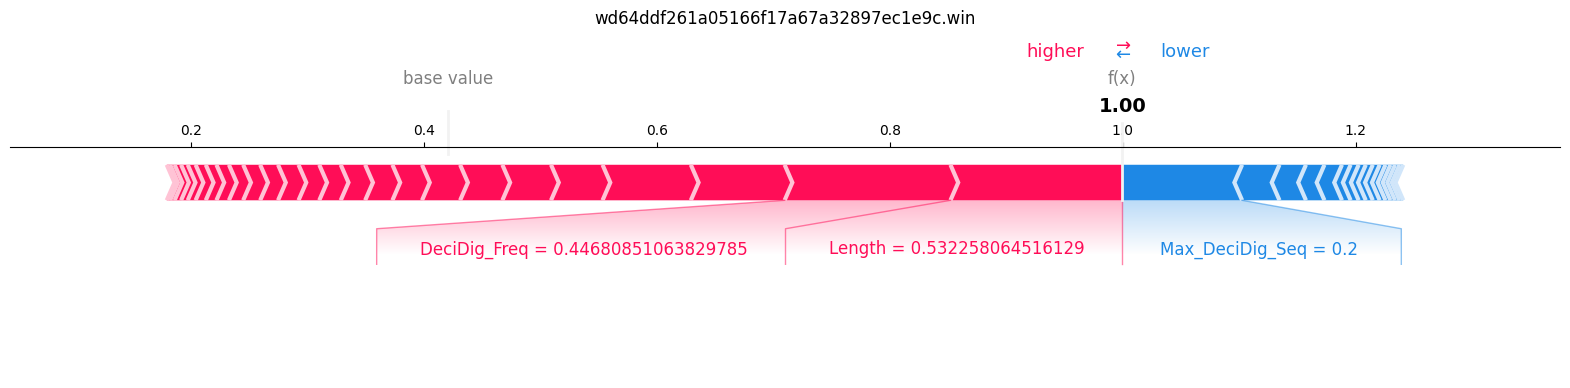 wd64ddf261a05166f17a67a32897ec1e9c.win
higher ⇄ lower
base value f(x)
1.00
0.2 0.4 0.6 0.8 1.0 1.2
DeciDig_Freq = 0.44680851063829785 Length = 0.532258064516129 Max_DeciDig_Seq = 0.2